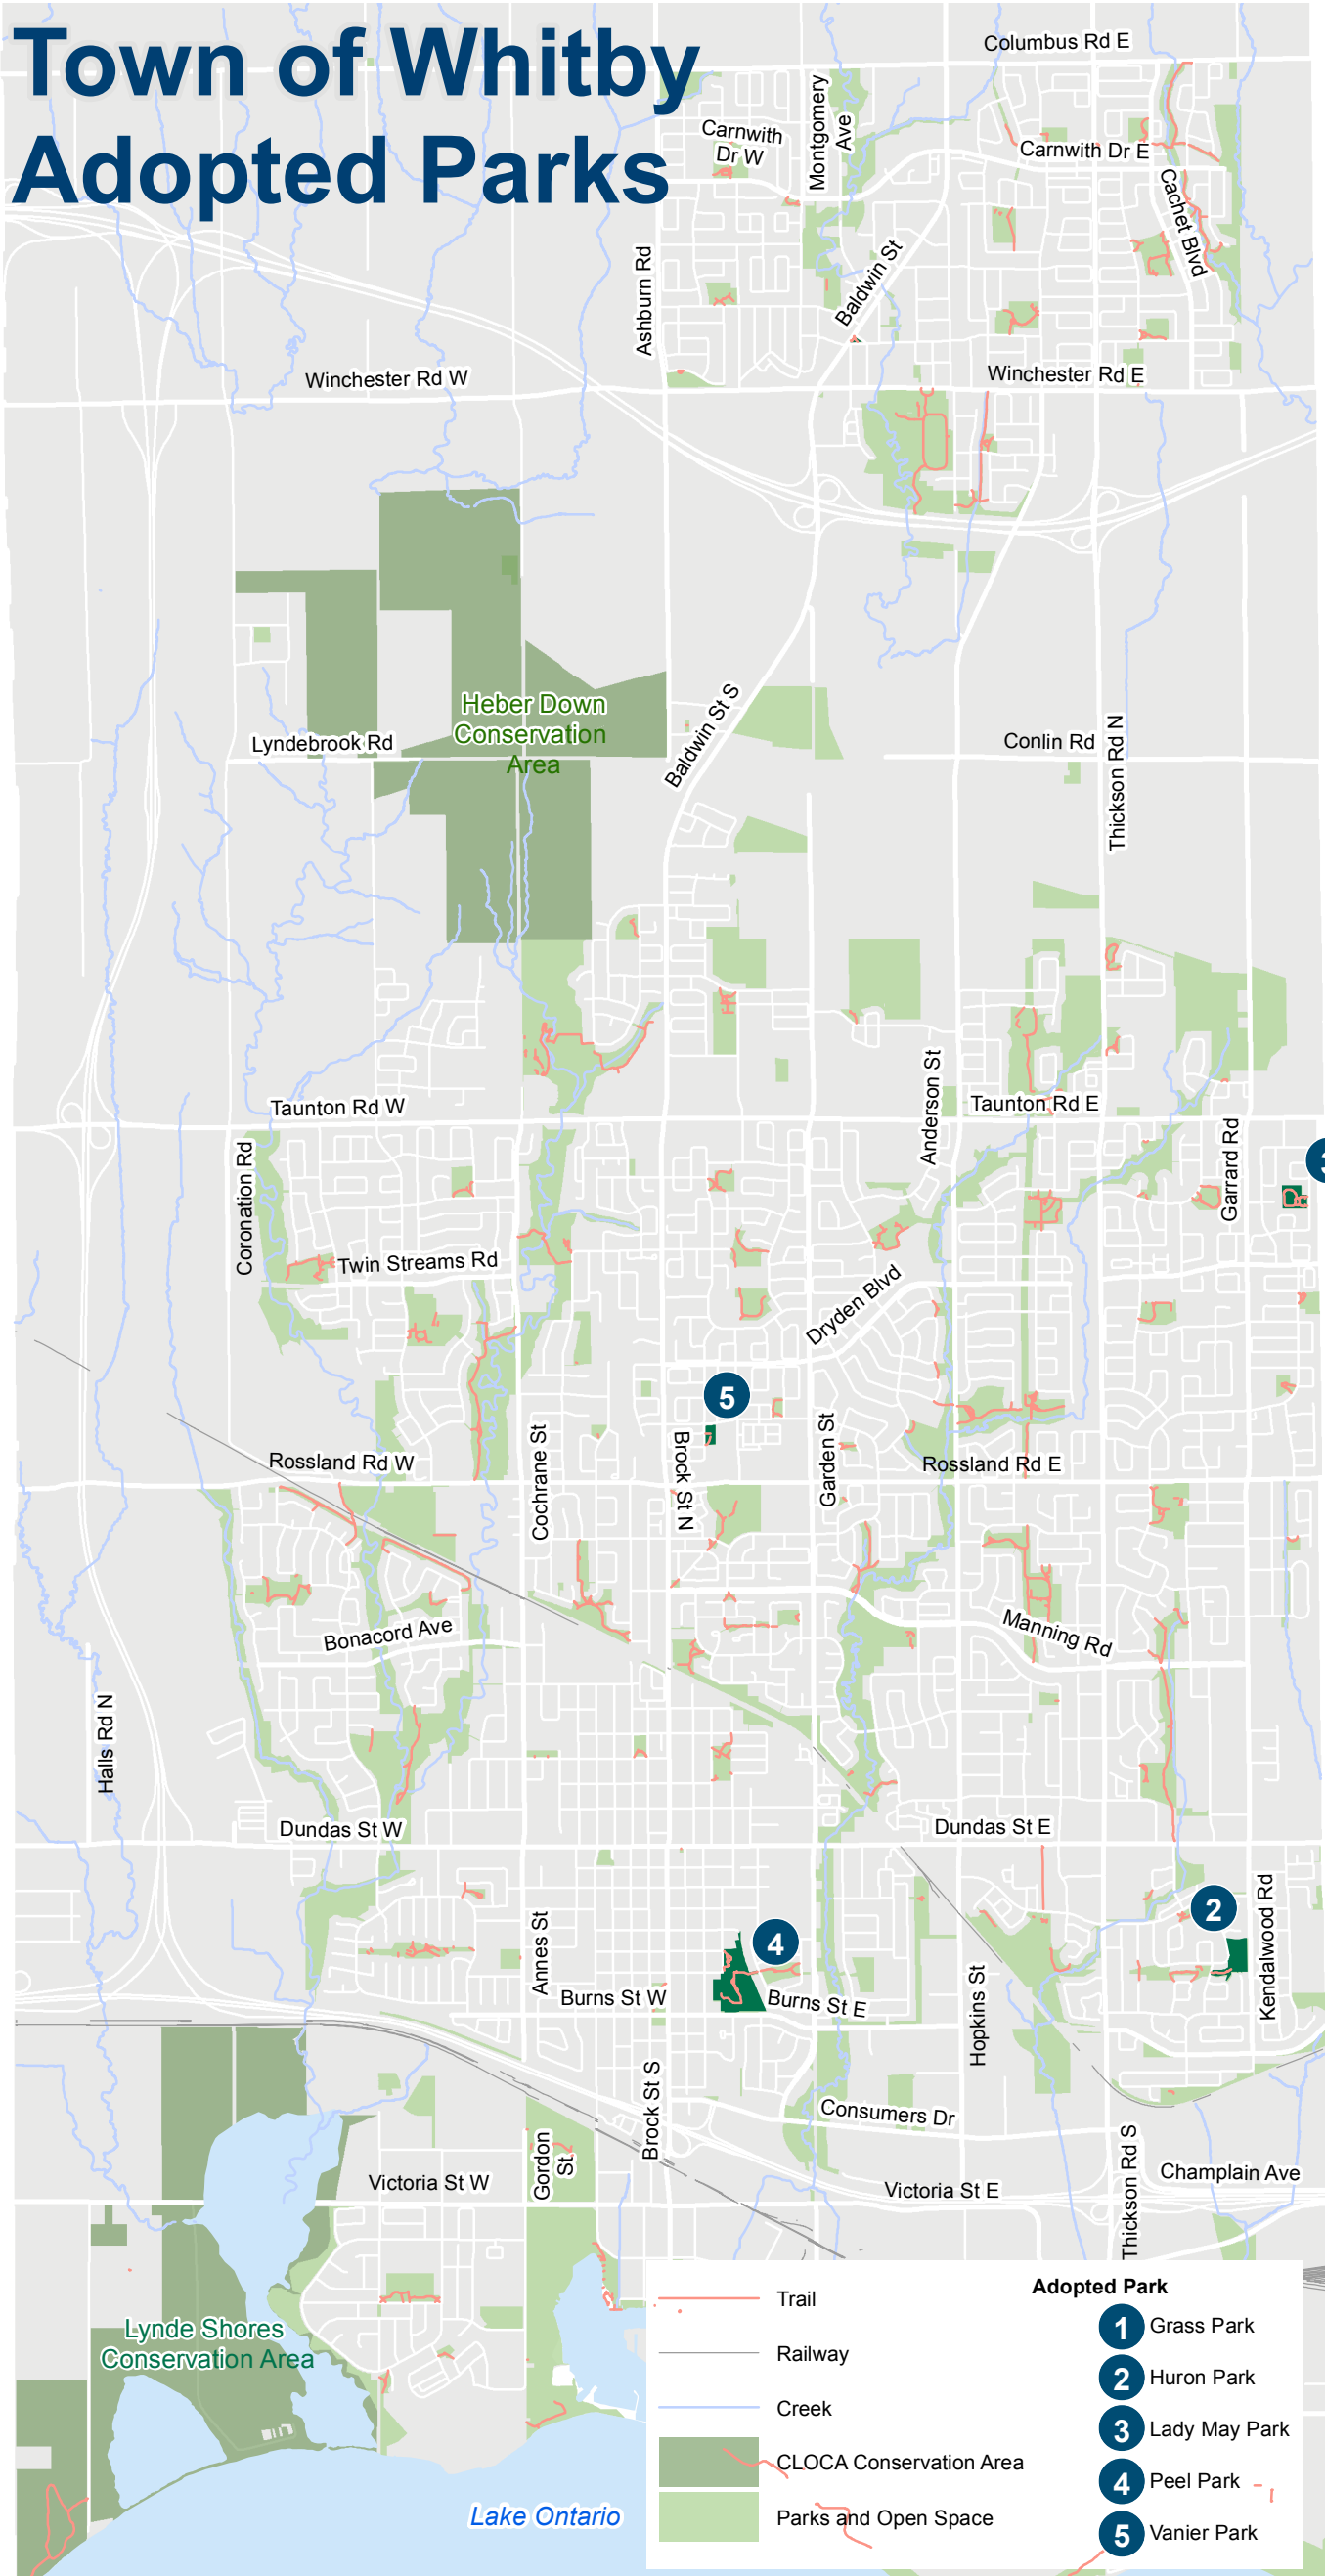 Town of Whitby
Adopted Parks
Columbus Rd E
Carnwith
Dr W
Montgomery
Ave
Carnwith Dr E
Cachet Blvd
Ashburn Rd
Baldwin St
Winchester Rd W
Winchester Rd E
Heber Down
Conservation
Area
Baldwin St S
Lyndebrook Rd
Conlin Rd
Thickson Rd N
Anderson St
Taunton Rd W
Taunton Rd E
Coronation Rd
Garrard Rd
3
Twin Streams Rd
Dryden Blvd
5
Cochrane St
Brock St N
Garden St
Rossland Rd W
Rossland Rd E
Bonacord Ave
Manning Rd
Halls Rd N
Dundas St W
Dundas St E
2
Kendalwood Rd
4
Annes St
Burns St W
Burns St E
Hopkins St
Brock St S
Consumers Dr
Gordon
St
Victoria St W
Victoria St E
Champlain Ave
Thickson Rd S
Lynde Shores
Conservation Area
Lake Ontario
Trail
Railway
Creek
CLOCA Conservation Area
Parks and Open Space
Adopted Park
1 Grass Park
2 Huron Park
3 Lady May Park
4 Peel Park
5 Vanier Park